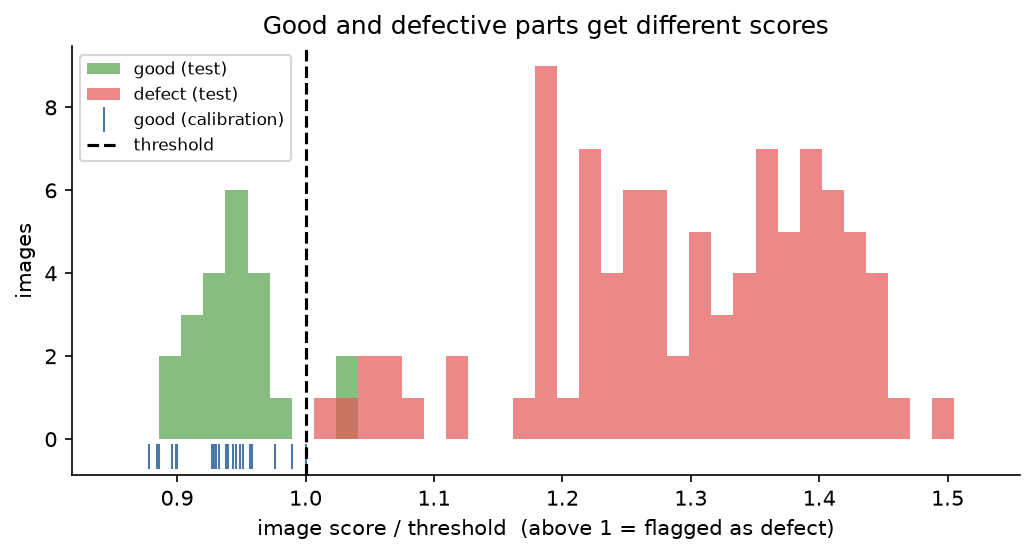 Good and defective parts get different scores
good (test)
defect (test)
good (calibration)
threshold
images
8
6
4
2
0
0.9 1.0 1.1 1.2 1.3 1.4 1.5
image score / threshold (above 1 = flagged as defect)